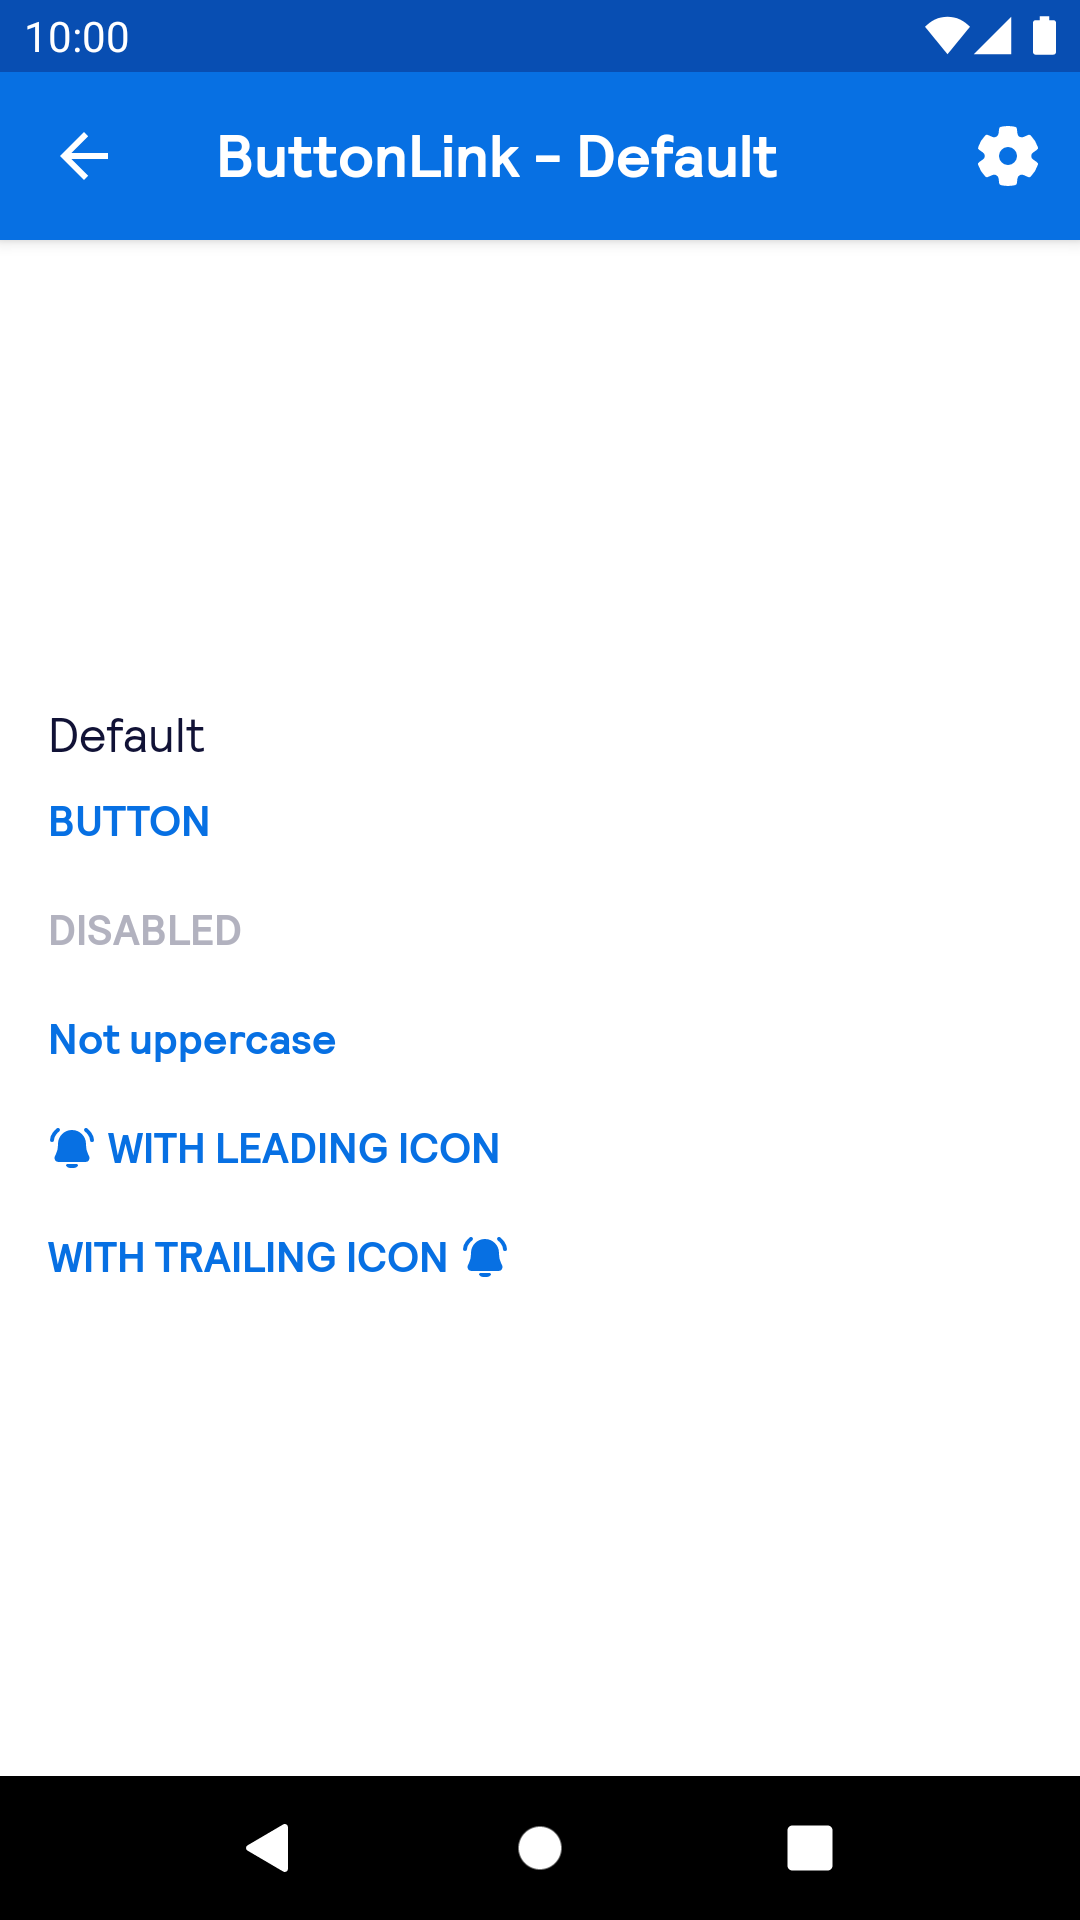 10:00
ButtonLink - Default
Default
BUTTON
DISABLED
Not uppercase
WITH LEADING ICON
WITH TRAILING ICON